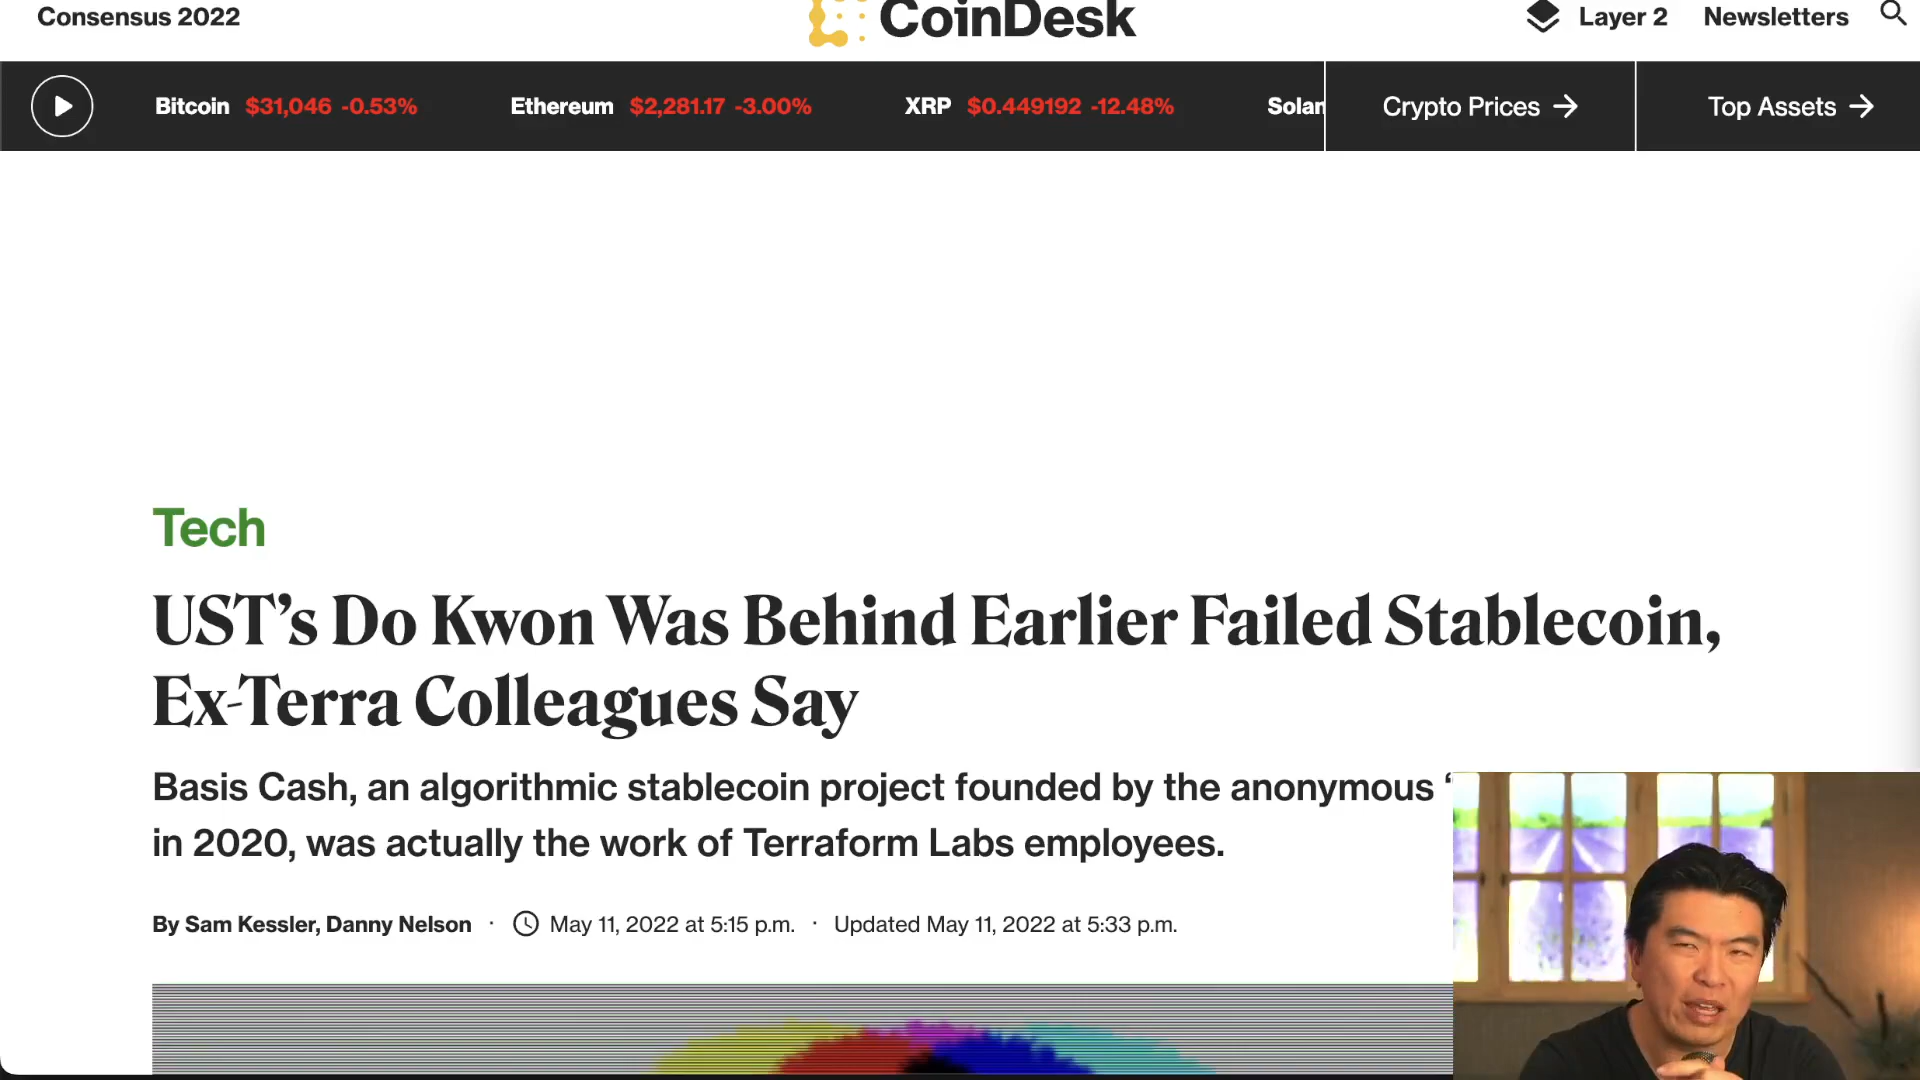 Consensus 2022
CoinDesk
Layer 2 Newsletters
Bitcoin $31,046 -0.53% Ethereum $2,281.17 -3.00% XRP $0.449192 -12.48% Solan Crypto Prices → Top Assets →
Tech
UST’s Do Kwon Was Behind Earlier Failed Stablecoin,
Ex-Terra Colleagues Say
Basis Cash, an algorithmic stablecoin project founded by the anonymous ‘
in 2020, was actually the work of Terraform Labs employees.
By Sam Kessler, Danny Nelson · May 11, 2022 at 5:15 p.m. · Updated May 11, 2022 at 5:33 p.m.